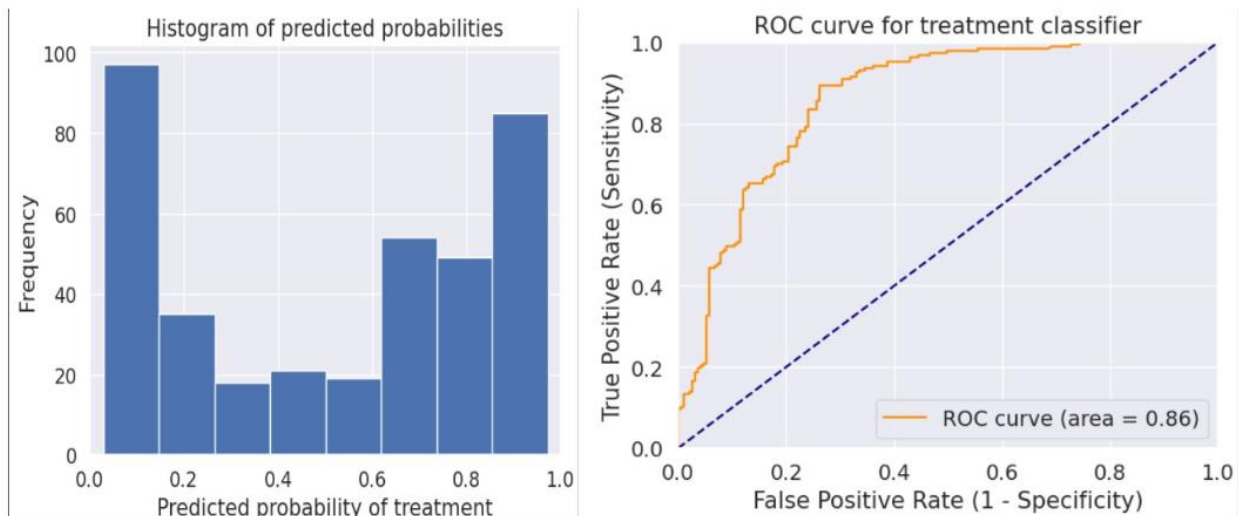 Histogram of predicted probabilities
100
80
60
40
20
0
Frequency
0.0 0.2 0.4 0.6 0.8 1.0
Predicted probability of treatment
ROC curve for treatment classifier
1.0
0.8
0.6
0.4
0.2
0.0
True Positive Rate (Sensitivity)
ROC curve (area = 0.86)
0.0 0.2 0.4 0.6 0.8 1.0
False Positive Rate (1 - Specificity)